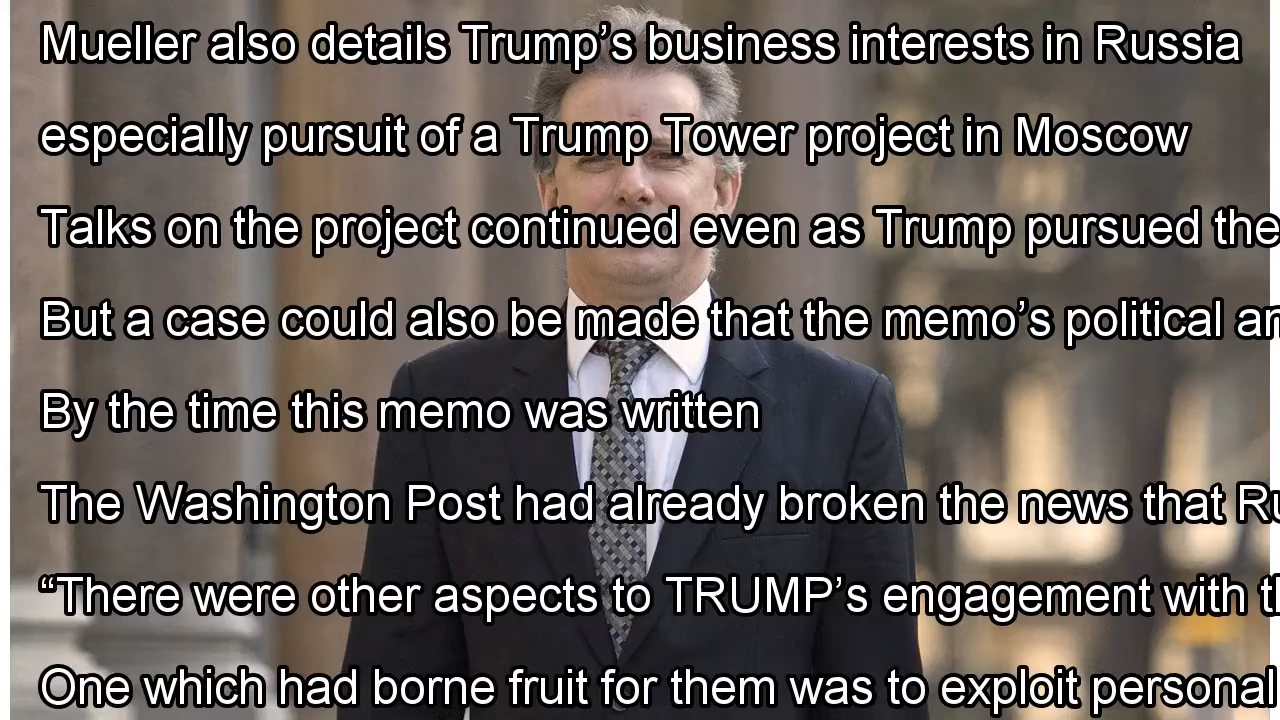 Mueller also details Trump’s business interests in Russia
especially pursuit of a Trump Tower project in Moscow
Talks on the project continued even as Trump pursued the
But a case could also be made that the memo’s political
By the time this memo was written
The Washington Post had already broken the news that
“There were other aspects to TRUMP’s engagement with
One which had borne fruit for them was to exploit personal